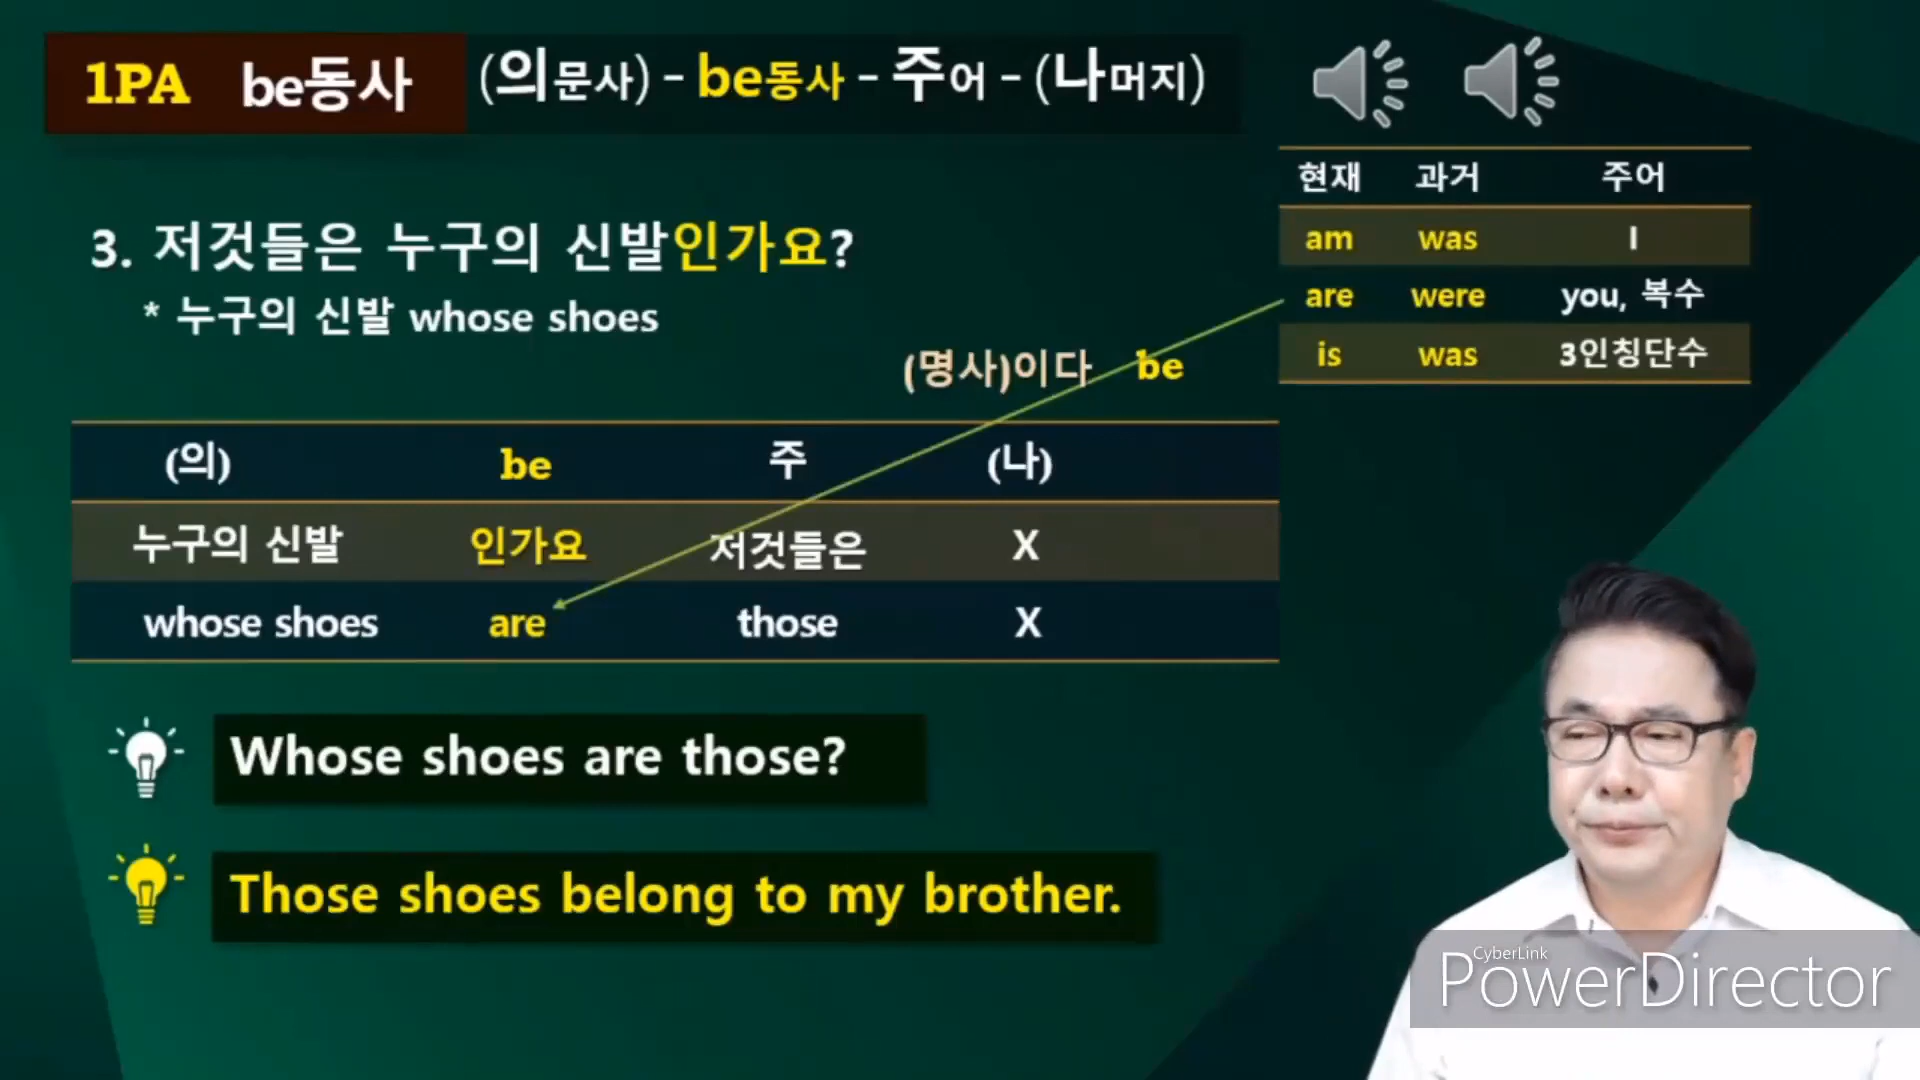 1PA be동사 (의문사) - be동사 - 주어 - (나머지)
현재 과거 주어
am was I
are were you, 복수
is was 3인칭단수
3. 저것들은 누구의 신발인가요?
* 누구의 신발 whose shoes
(명사)이다 be
(의) be 주 (나)
누구의 신발 인가요 저것들은 X
whose shoes are those X
Whose shoes are those?
Those shoes belong to my brother.
CyberLink
PowerDirector